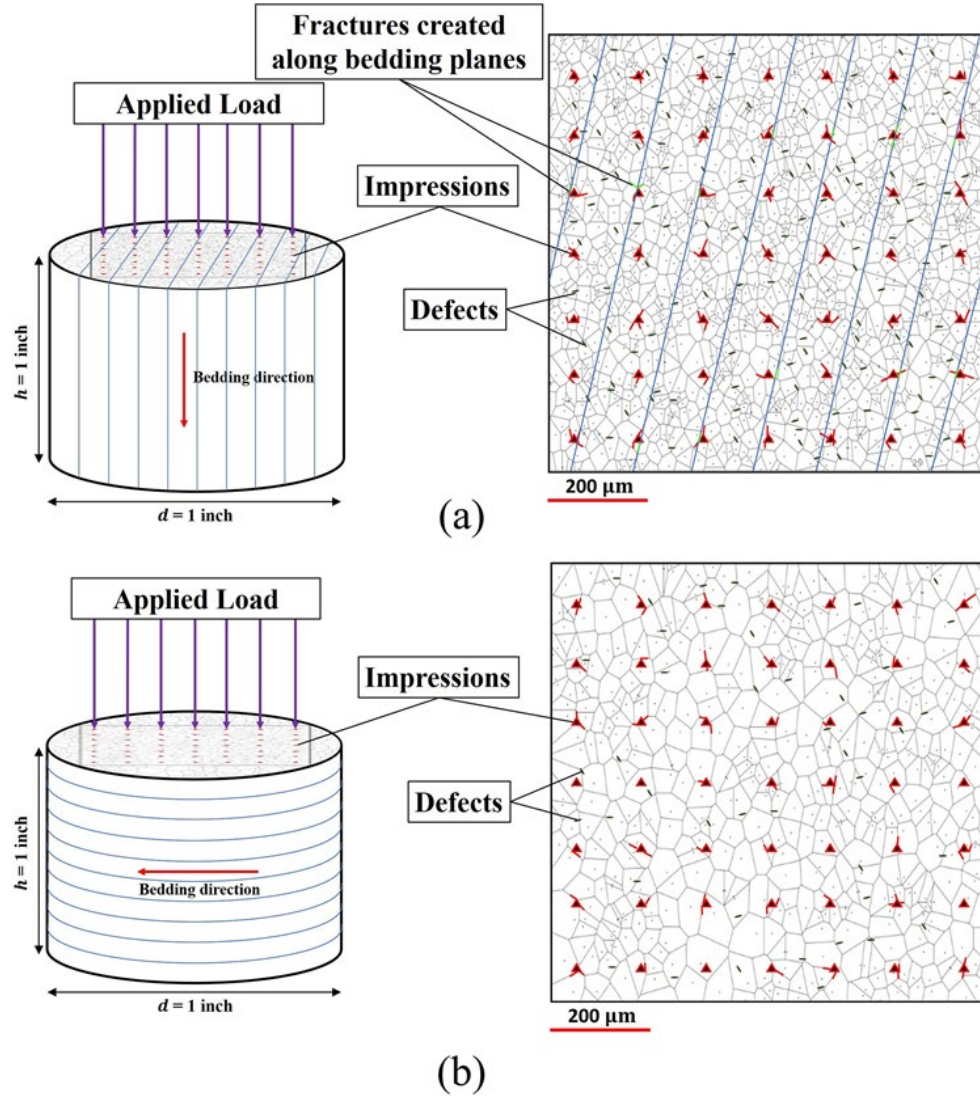 Fractures created
along bedding planes
Applied Load
Impressions
Defects
Bedding direction
h = 1 inch
d = 1 inch
200 µm
(a)
Applied Load
Impressions
Defects
Bedding direction
h = 1 inch
d = 1 inch
200 µm
(b)